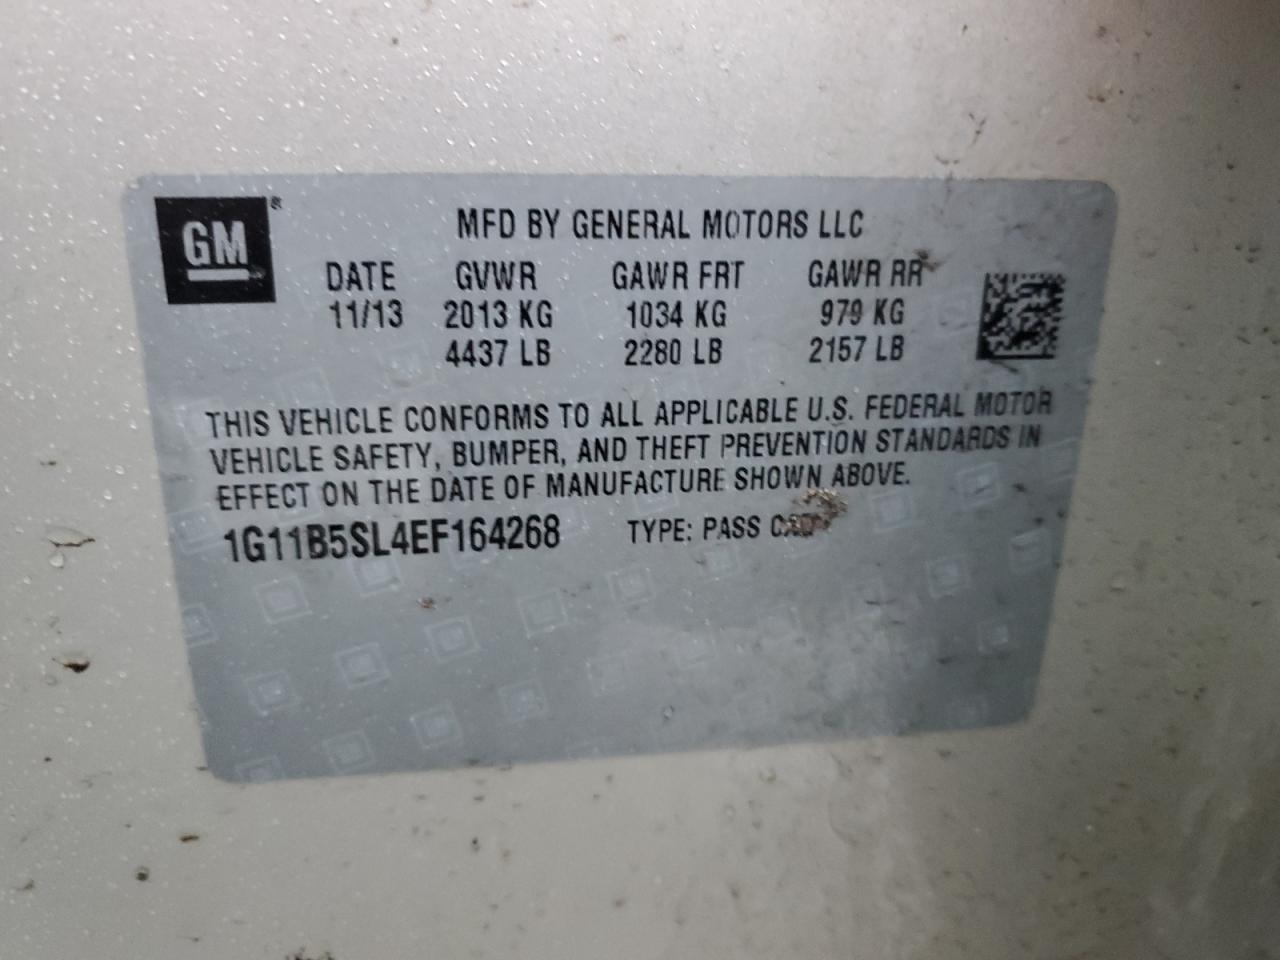 GM®
MFD BY GENERAL MOTORS LLC
DATE GVWR GAWR FRT GAWR RR
11/13 2013 KG 1034 KG 979 KG
4437 LB 2280 LB 2157 LB
THIS VEHICLE CONFORMS TO ALL APPLICABLE U.S. FEDERAL MOTOR
VEHICLE SAFETY, BUMPER, AND THEFT PREVENTION STANDARDS IN
EFFECT ON THE DATE OF MANUFACTURE SHOWN ABOVE.
1G11B5SL4EF164268 TYPE: PASS CAR